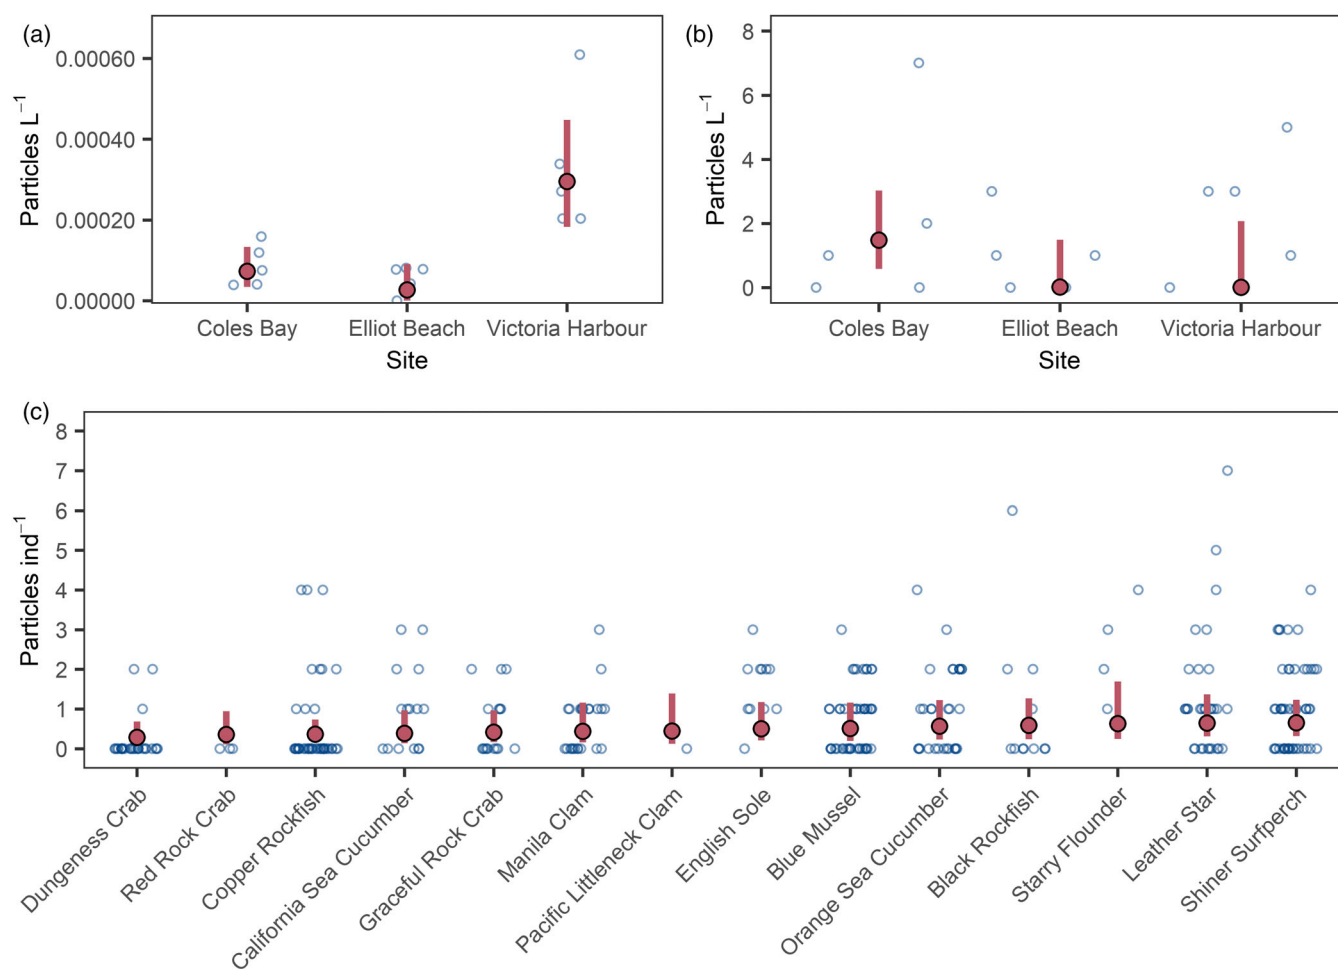 (a)
Particles L⁻¹
0.00060
0.00040
0.00020
0.00000
Coles Bay Elliot Beach Victoria Harbour
Site
(b)
Particles L⁻¹
8
6
4
2
0
Coles Bay Elliot Beach Victoria Harbour
Site
(c)
Particles ind⁻¹
8
7
6
5
4
3
2
1
0
Dungeness Crab
Red Rock Crab
Copper Rockfish
California Sea Cucumber
Graceful Rock Crab
Manila Clam
Pacific Littleneck Clam
English Sole
Blue Mussel
Orange Sea Cucumber
Black Rockfish
Starry Flounder
Leather Star
Shiner Surfperch